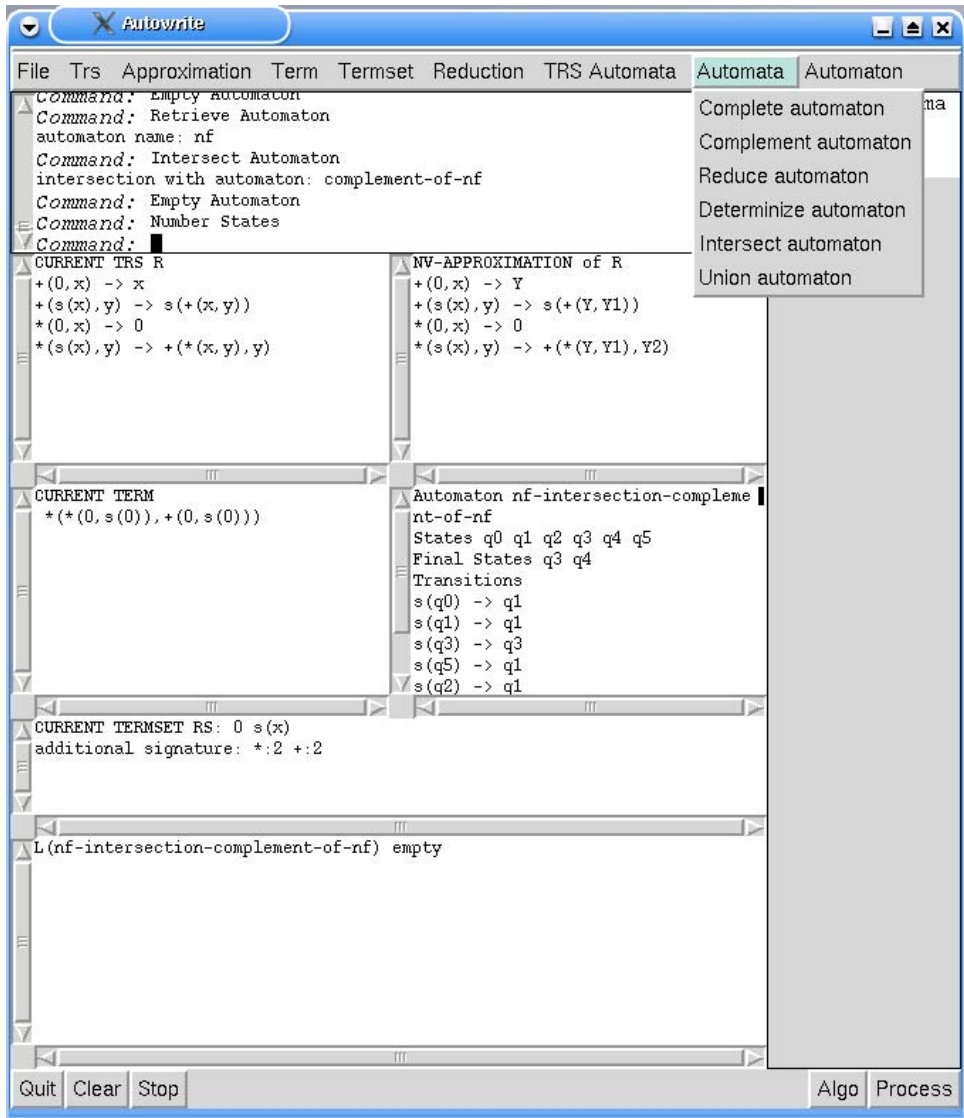 Autowrite
File Trs Approximation Term Termset Reduction TRS Automata Automata Automaton
Command: Empty Automaton
Command: Retrieve Automaton
automaton name: nf
Command: Intersect Automaton
intersection with automaton: complement-of-nf
Command: Empty Automaton
Command: Number States
Command:
ma
Complete automaton
Complement automaton
Reduce automaton
Determinize automaton
Intersect automaton
Union automaton
CURRENT TRS R
+(0,x) -> x
+(s(x),y) -> s(+(x,y))
*(0,x) -> 0
*(s(x),y) -> +(*(x,y),y)
NV-APPROXIMATION of R
+(0,x) -> Y
+(s(x),y) -> s(+(Y,Y1))
*(0,x) -> 0
*(s(x),y) -> +(*(Y,Y1),Y2)
CURRENT TERM
*(*(0,s(0)),+(0,s(0)))
Automaton nf-intersection-compleme
nt-of-nf
States q0 q1 q2 q3 q4 q5
Final States q3 q4
Transitions
s(q0) -> q1
s(q1) -> q1
s(q3) -> q3
s(q5) -> q1
s(q2) -> q1
CURRENT TERMSET RS: 0 s(x)
additional signature: *:2 +:2
L(nf-intersection-complement-of-nf) empty
Quit Clear Stop Algo Process